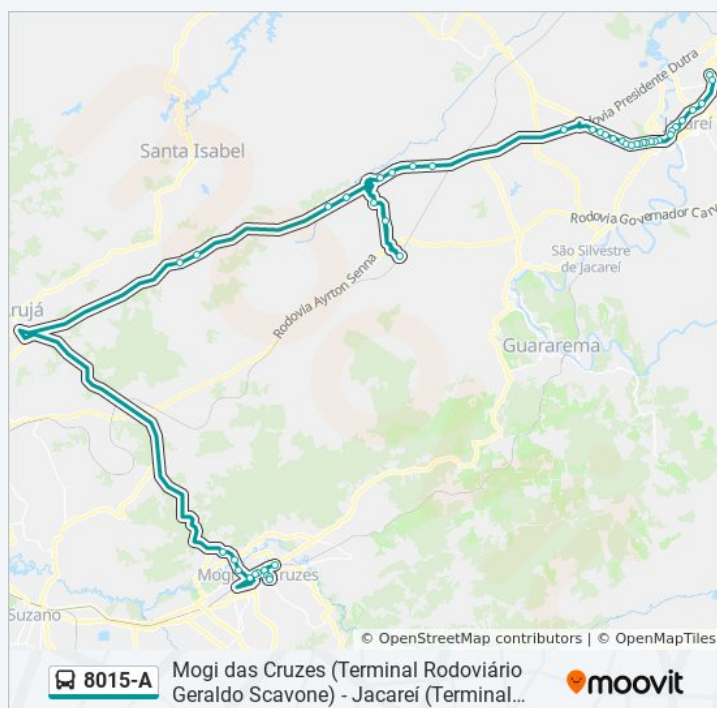 Rodovia Presidente Dutra
Jacareí
Santa Isabel
Rodovia Governador Carv
São Silvestre
de Jacareí
Rodovia Ayrton Senna
Arujá
Guararema
Mogi das Cruzes
Suzano
© OpenStreetMap contributors | © OpenMapTiles
8015-A
Mogi das Cruzes (Terminal Rodoviário
Geraldo Scavone) - Jacareí (Terminal...
moovit